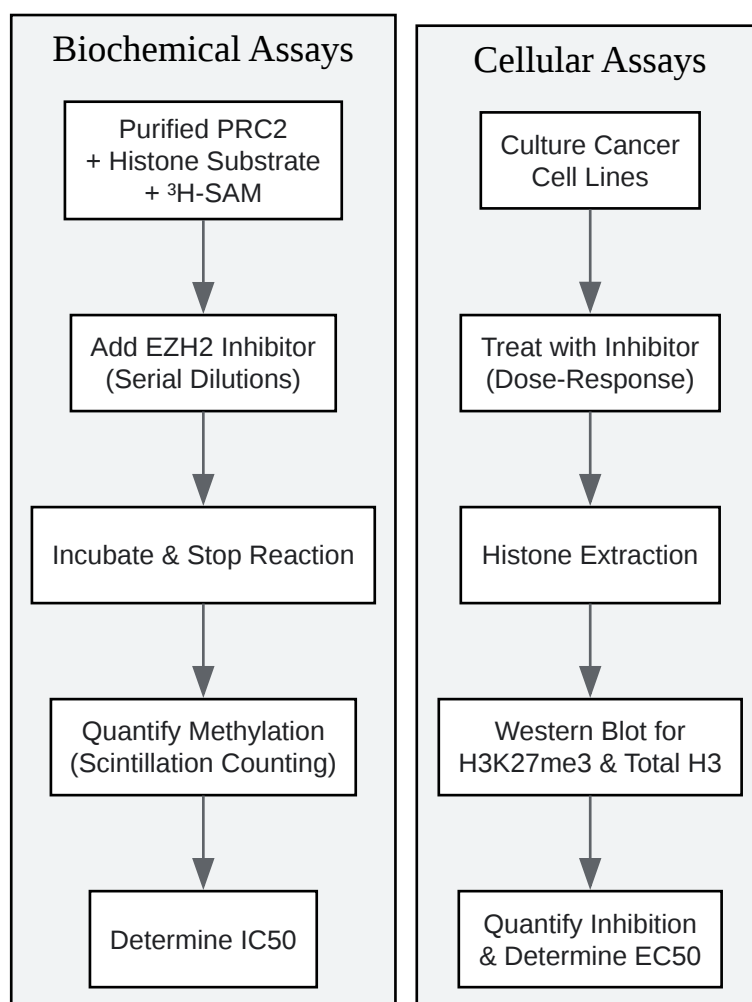 Biochemical Assays
Purified PRC2
+ Histone Substrate
+ ³H-SAM
Add EZH2 Inhibitor
(Serial Dilutions)
Incubate & Stop Reaction
Quantify Methylation
(Scintillation Counting)
Determine IC50
Cellular Assays
Culture Cancer
Cell Lines
Treat with Inhibitor
(Dose-Response)
Histone Extraction
Western Blot for
H3K27me3 & Total H3
Quantify Inhibition
& Determine EC50